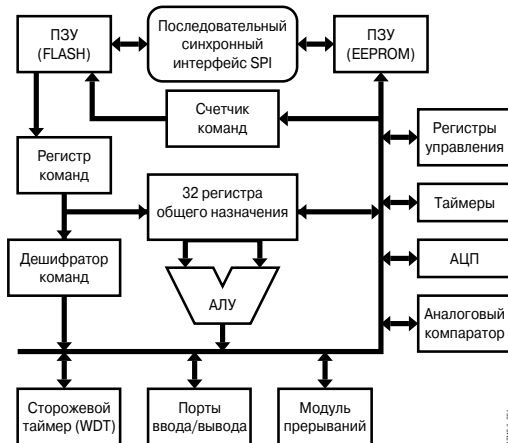 ПЗУ
(FLASH)
Последовательный
синхронный
интерфейс SPI
ПЗУ
(EEPROM)
Счетчик
команд
Регистры
управления
Регистр
команд
32 регистра
общего назначения
Таймеры
Дешифратор
команд
АЦП
АЛУ
Аналоговый
компаратор
Сторожевой
таймер (WDT)
Порты
ввода/вывода
Модуль
прерываний